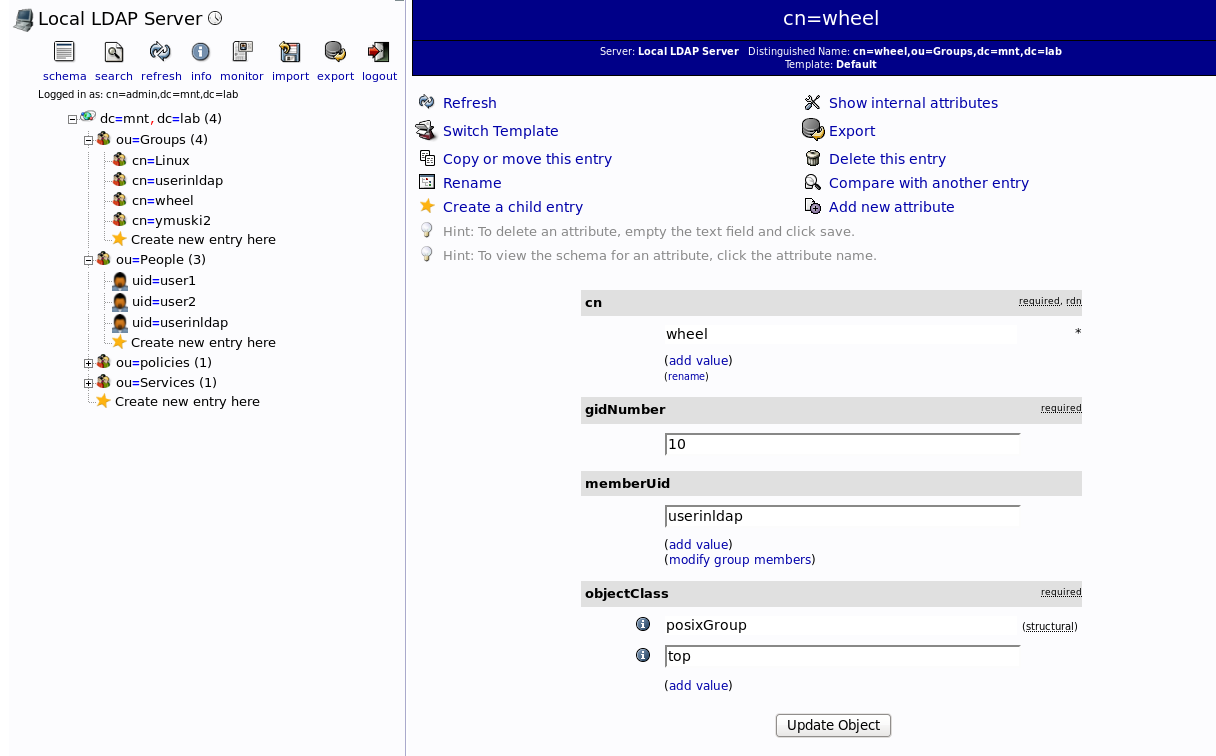 Local LDAP Server
schema search refresh info monitor import export logout
Logged in as: cn=admin,dc=mnt,dc=lab
dc=mnt,dc=lab (4)
ou=Groups (4)
cn=Linux
cn=userinldap
cn=wheel
cn=ymuski2
Create new entry here
ou=People (3)
uid=user1
uid=user2
uid=userinldap
Create new entry here
ou=policies (1)
ou=Services (1)
Create new entry here
cn=wheel
Server: Local LDAP Server Distinguished Name: cn=wheel,ou=Groups,dc=mnt,dc=lab
Template: Default
Refresh
Switch Template
Copy or move this entry
Rename
Create a child entry
Show internal attributes
Export
Delete this entry
Compare with another entry
Add new attribute
Hint: To delete an attribute, empty the text field and click save.
Hint: To view the schema for an attribute, click the attribute name.
cn required, rdn
wheel *
(add value)
(rename)
gidNumber required
10
memberUid
userinldap
(add value)
(modify group members)
objectClass required
posixGroup (structural)
top
(add value)
Update Object